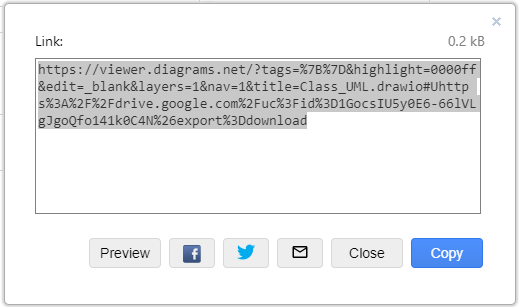 Link:
0.2 kB
https://viewer.diagrams.net/?tags=%7B%7D&highlight=0000ff
&edit=_blank&layers=1&nav=1&title=Class_UML.drawio#Uhttp
s%3A%2F%2Fdrive.google.com%2Fuc%3Fid%3D1GocsIU5y0E6-66lVL
gJgoQfo141k0C4N%26export%3Ddownload
Preview
Close
Copy